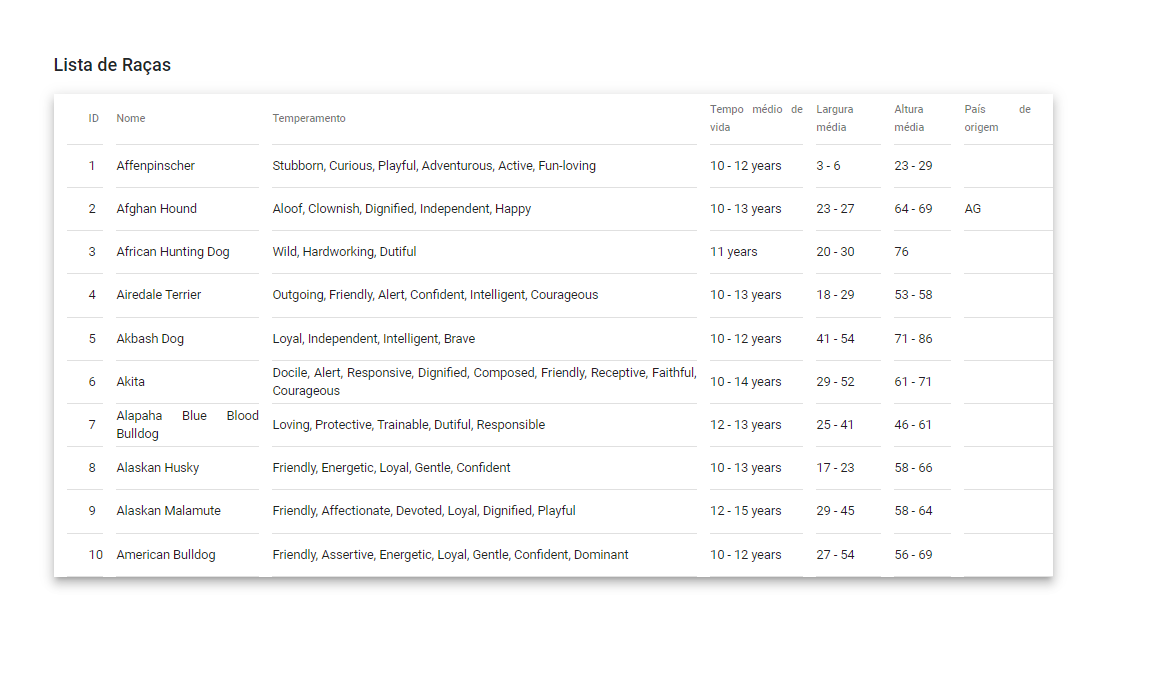 Lista de Raças
ID Nome Temperamento Tempo médio de vida Largura média Altura média País de origem
1 Affenpinscher Stubborn, Curious, Playful, Adventurous, Active, Fun-loving 10 - 12 years 3 - 6 23 - 29
2 Afghan Hound Aloof, Clownish, Dignified, Independent, Happy 10 - 13 years 23 - 27 64 - 69 AG
3 African Hunting Dog Wild, Hardworking, Dutiful 11 years 20 - 30 76
4 Airedale Terrier Outgoing, Friendly, Alert, Confident, Intelligent, Courageous 10 - 13 years 18 - 29 53 - 58
5 Akbash Dog Loyal, Independent, Intelligent, Brave 10 - 12 years 41 - 54 71 - 86
6 Akita Docile, Alert, Responsive, Dignified, Composed, Friendly, Receptive, Faithful, Courageous 10 - 14 years 29 - 52 61 - 71
7 Alapaha Blue Blood Bulldog Loving, Protective, Trainable, Dutiful, Responsible 12 - 13 years 25 - 41 46 - 61
8 Alaskan Husky Friendly, Energetic, Loyal, Gentle, Confident 10 - 13 years 17 - 23 58 - 66
9 Alaskan Malamute Friendly, Affectionate, Devoted, Loyal, Dignified, Playful 12 - 15 years 29 - 45 58 - 64
10 American Bulldog Friendly, Assertive, Energetic, Loyal, Gentle, Confident, Dominant 10 - 12 years 27 - 54 56 - 69